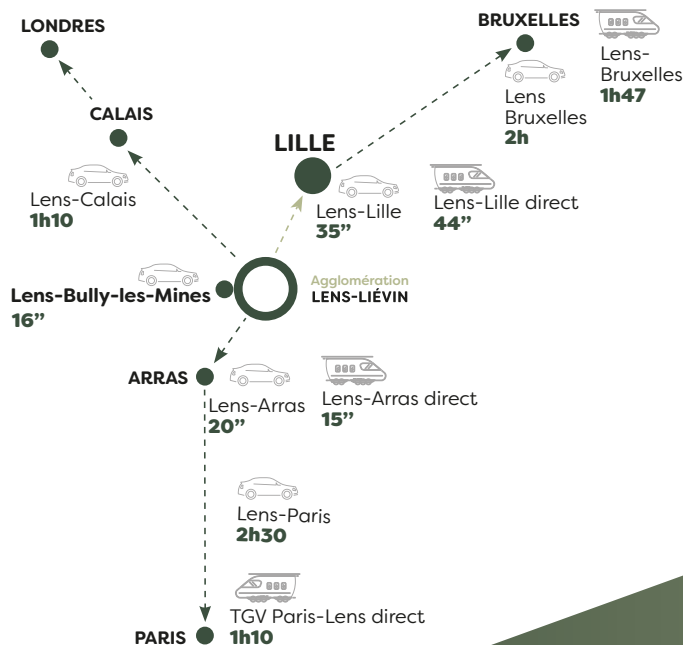 BRUXELLES
LONDRES
Lens-
Bruxelles
1h47
Lens
Bruxelles
2h
CALAIS
LILLE
Lens-Calais
1h10
Lens-Lille
35”
Lens-Lille direct
44”
Agglomération
LENS-LIÉVIN
Lens-Bully-les-Mines
16”
ARRAS
Lens-Arras
20”
Lens-Arras direct
15”
Lens-Paris
2h30
TGV Paris-Lens direct
1h10
PARIS